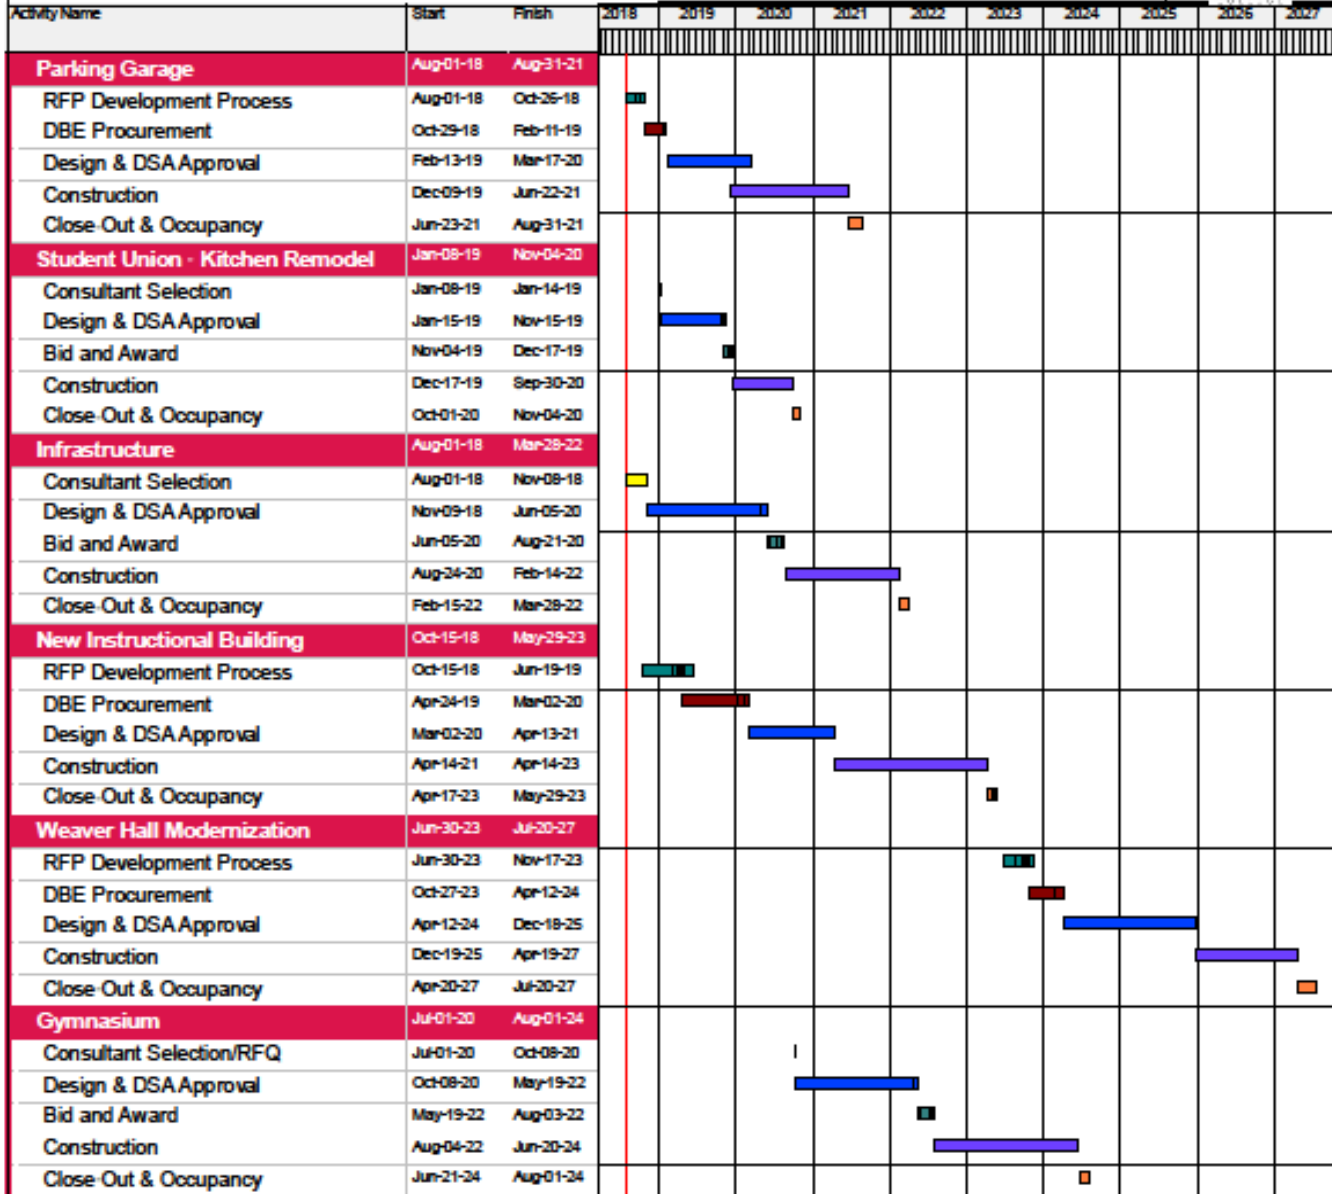 Activity Name Start Finish 2018 2019 2020 2021 2022 2023 2024 2025 2026 2027
Parking Garage Aug-01-18 Aug-31-21
RFP Development Process Aug-01-18 Oct-26-18
DBE Procurement Oct-29-18 Feb-11-19
Design & DSA Approval Feb-13-19 Mar-17-20
Construction Dec-09-19 Jun-22-21
Close-Out & Occupancy Jun-23-21 Aug-31-21
Student Union - Kitchen Remodel Jan-08-19 Nov-04-20
Consultant Selection Jan-08-19 Jan-14-19
Design & DSA Approval Jan-15-19 Nov-15-19
Bid and Award Nov-04-19 Dec-17-19
Construction Dec-17-19 Sep-30-20
Close-Out & Occupancy Oct-01-20 Nov-04-20
Infrastructure Aug-01-18 Mar-28-22
Consultant Selection Aug-01-18 Nov-08-18
Design & DSA Approval Nov-09-18 Jun-05-20
Bid and Award Jun-05-20 Aug-21-20
Construction Aug-24-20 Feb-14-22
Close-Out & Occupancy Feb-15-22 Mar-28-22
New Instructional Building Oct-15-18 May-29-23
RFP Development Process Oct-15-18 Jun-19-19
DBE Procurement Apr-24-19 Mar-02-20
Design & DSA Approval Mar-02-20 Apr-13-21
Construction Apr-14-21 Apr-14-23
Close-Out & Occupancy Apr-17-23 May-29-23
Weaver Hall Modernization Jun-30-23 Jul-20-27
RFP Development Process Jun-30-23 Nov-17-23
DBE Procurement Oct-27-23 Apr-12-24
Design & DSA Approval Apr-12-24 Dec-18-25
Construction Dec-19-25 Apr-19-27
Close-Out & Occupancy Apr-20-27 Jul-20-27
Gymnasium Jul-01-20 Aug-01-24
Consultant Selection/RFQ Jul-01-20 Oct-08-20
Design & DSA Approval Oct-08-20 May-19-22
Bid and Award May-19-22 Aug-03-22
Construction Aug-04-22 Jun-20-24
Close-Out & Occupancy Jun-21-24 Aug-01-24